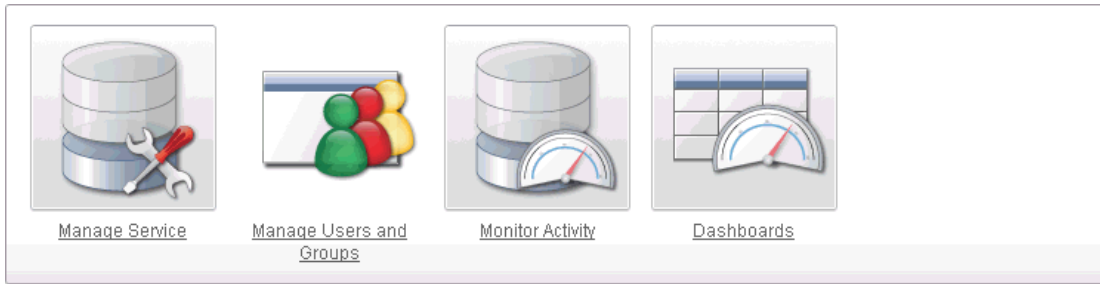 Manage Service
Manage Users and
Groups
Monitor Activity
Dashboards